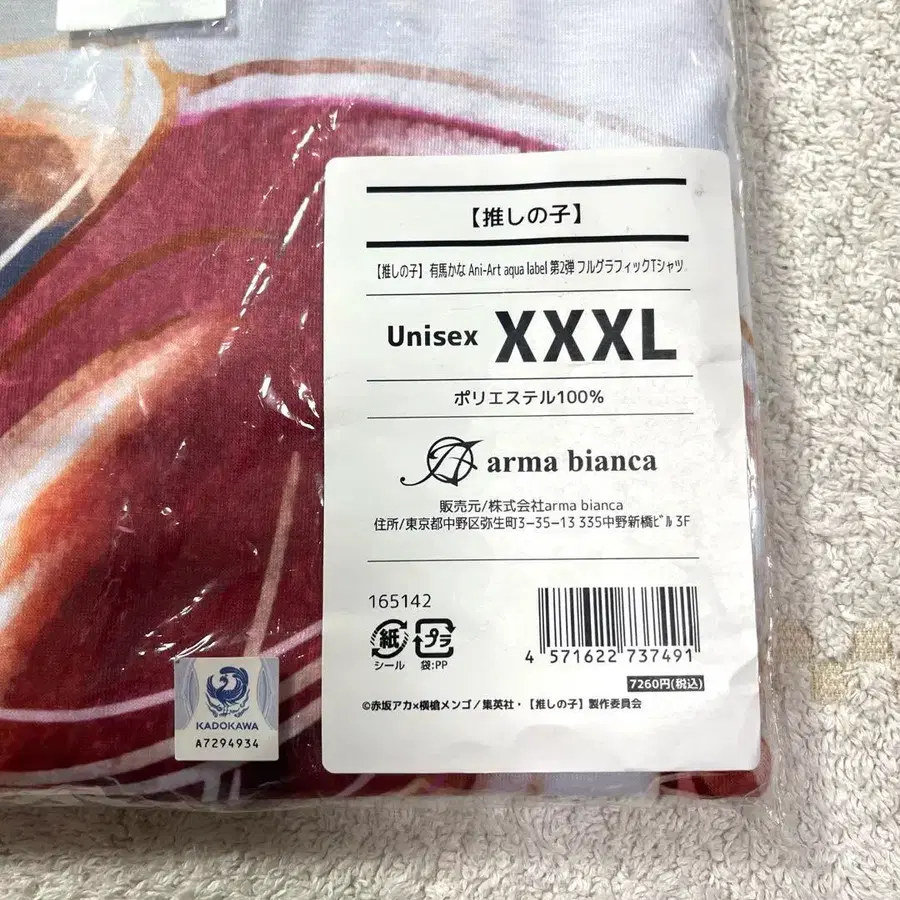 【推しの子】
【推しの子】 有馬かな Ani-Art aqua label 第2弾 フルグラフィックTシャツ
Unisex XXXL
ポリエステル100%
arma bianca
販売元/株式会社arma bianca
住所/東京都中野区弥生町3-35-13 335中野新橋ビル 3F
165142
紙 プラ
シール 袋:PP
4 571622 737491
7260円(税込)
©赤坂アカ×横槍メンゴ/集英社・【推しの子】製作委員会
KADOKAWA
A7294934